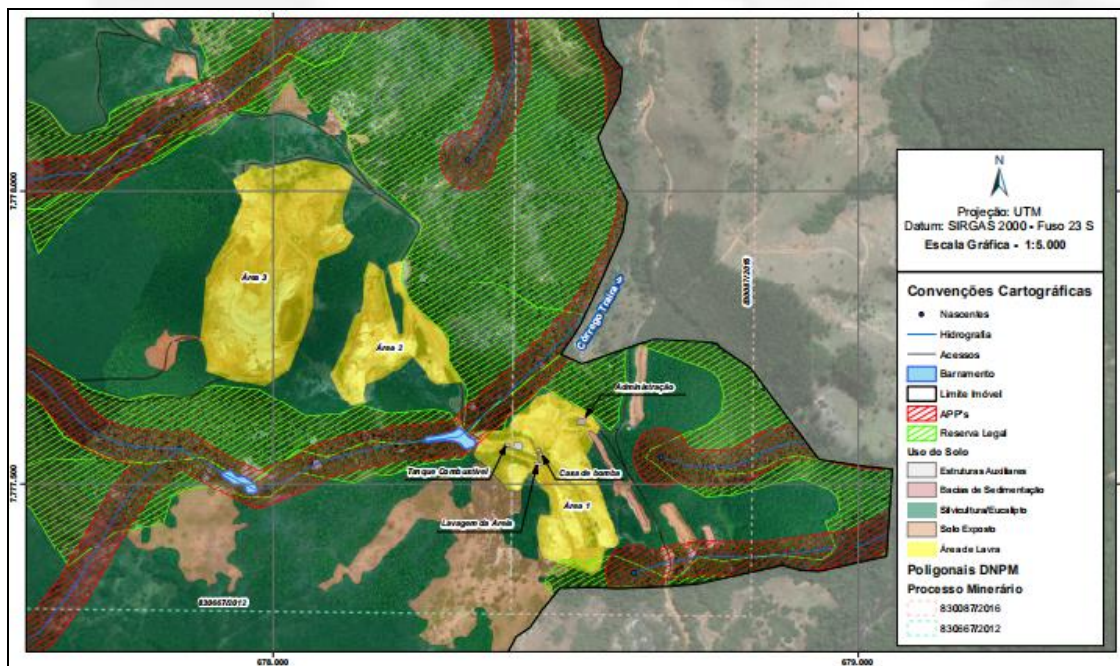 7.778.000
7.777.500
678.000
679.000
Área 3
Área 2
Área 1
Córrego Traíra
Administração
Tanque Combustível
Casa de bomba
Lavagem da Areia
830087/2016
830667/2012
N
Projeção: UTM
Datum: SIRGAS 2000 - Fuso 23 S
Escala Gráfica - 1:5.000
Convenções Cartográficas
Nascentes
Hidrografia
Acessos
Barramento
Limite Imóvel
APP's
Reserva Legal
Uso do Solo
Estruturas Auxiliares
Bacias de Sedimentação
Silvicultura/Eucalipto
Solo Exposto
Área de Lavra
Poligonais DNPM
Processo Minerário
830087/2016
830667/2012